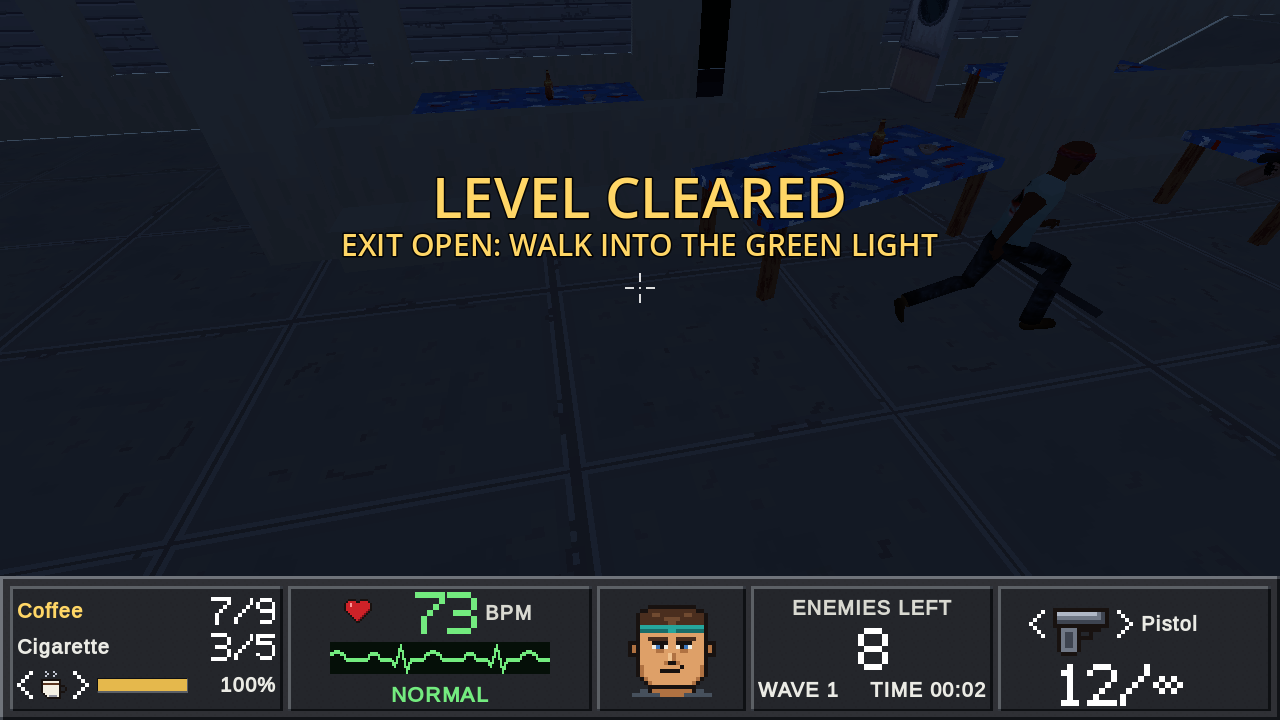 LEVEL CLEARED
EXIT OPEN: WALK INTO THE GREEN LIGHT
Coffee 7/9
Cigarette 3/5
100%
73 BPM
NORMAL
ENEMIES LEFT
8
WAVE 1 TIME 00:02
Pistol
12/∞